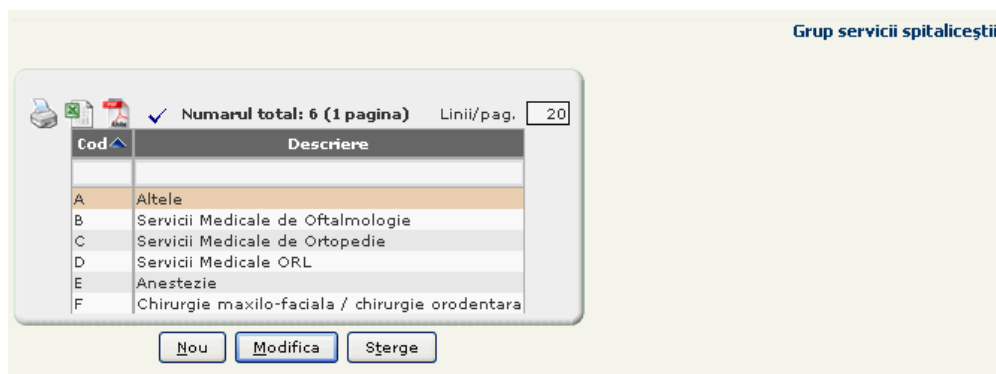 Grup servicii spitaliceștii
Numarul total: 6 (1 pagina) Linii/pag. 20
Cod Descriere
A Altele
B Servicii Medicale de Oftalmologie
C Servicii Medicale de Ortopedie
D Servicii Medicale ORL
E Anestezie
F Chirurgie maxilo-faciala / chirurgie orodentara
Nou Modifica Sterge